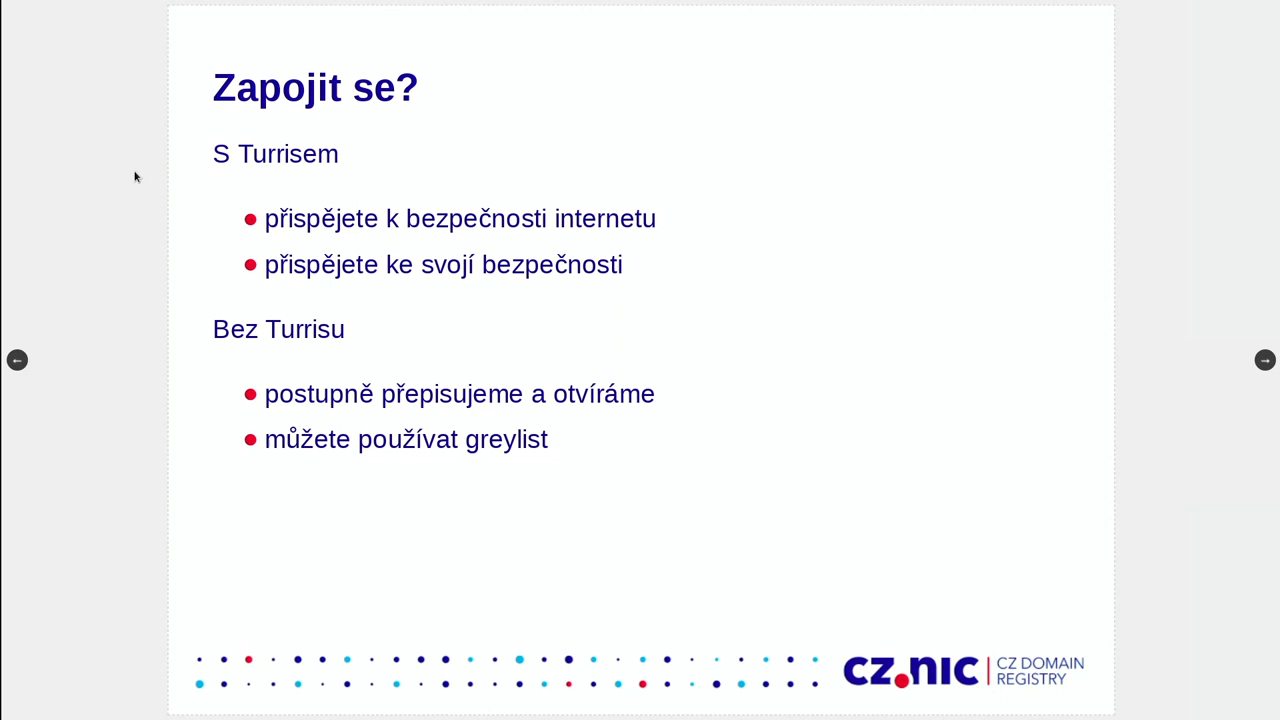 Zapojit se?
S Turrisem
přispějete k bezpečnosti internetu
přispějete ke svojí bezpečnosti
Bez Turrisu
postupně přepisujeme a otvíráme
můžete používat greylist
cz.nic
CZ DOMAIN
REGISTRY